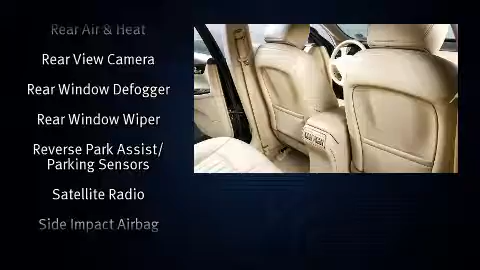 Rear Air & Heat
Rear View Camera
Rear Window Defogger
Rear Window Wiper
Reverse Park Assist/
Parking Sensors
Satellite Radio
Side Impact Airbag